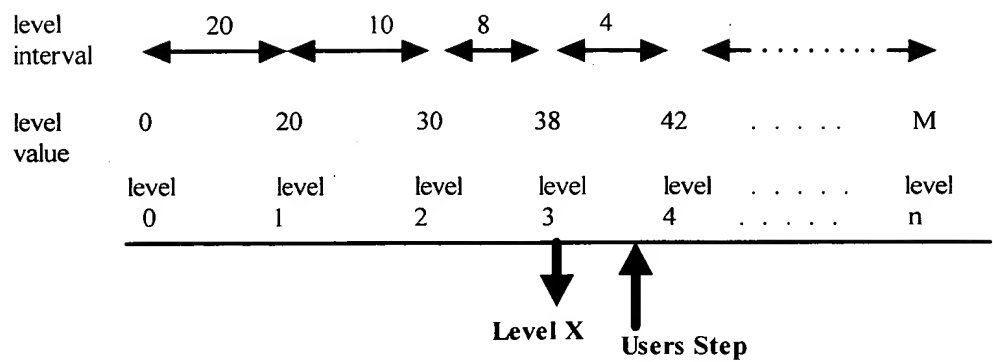 level 20 10 8 4
interval
level 0 20 30 38 42 . . . . . M
value
level level level level level . . . . . level
0 1 2 3 4 . . . . . n
Level X
Users Step